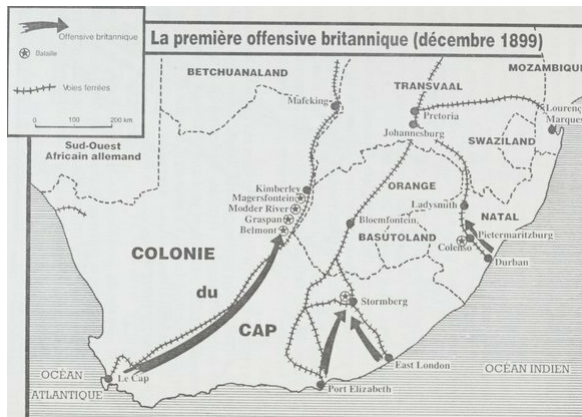 La première offensive britannique (décembre 1899)
Offensive britannique
Bataille
Voies ferrées
0 100 200 km
BETCHUANALAND
MOZAMBIQUE
TRANSVAAL
Mafeking
Pretoria
Lourenço
Marques
Johannesburg
Sud-Ouest
Africain allemand
SWAZILAND
Kimberley
Magersfontein
Modder River
Graspan
Belmont
ORANGE
Ladysmith
NATAL
Bloemfontein
Pietermaritzburg
BASUTOLAND
Colenso
Durban
COLONIE
du
CAP
Stormberg
OCÉAN
ATLANTIQUE
Le Cap
East London
Port Elizabeth
OCÉAN INDIEN